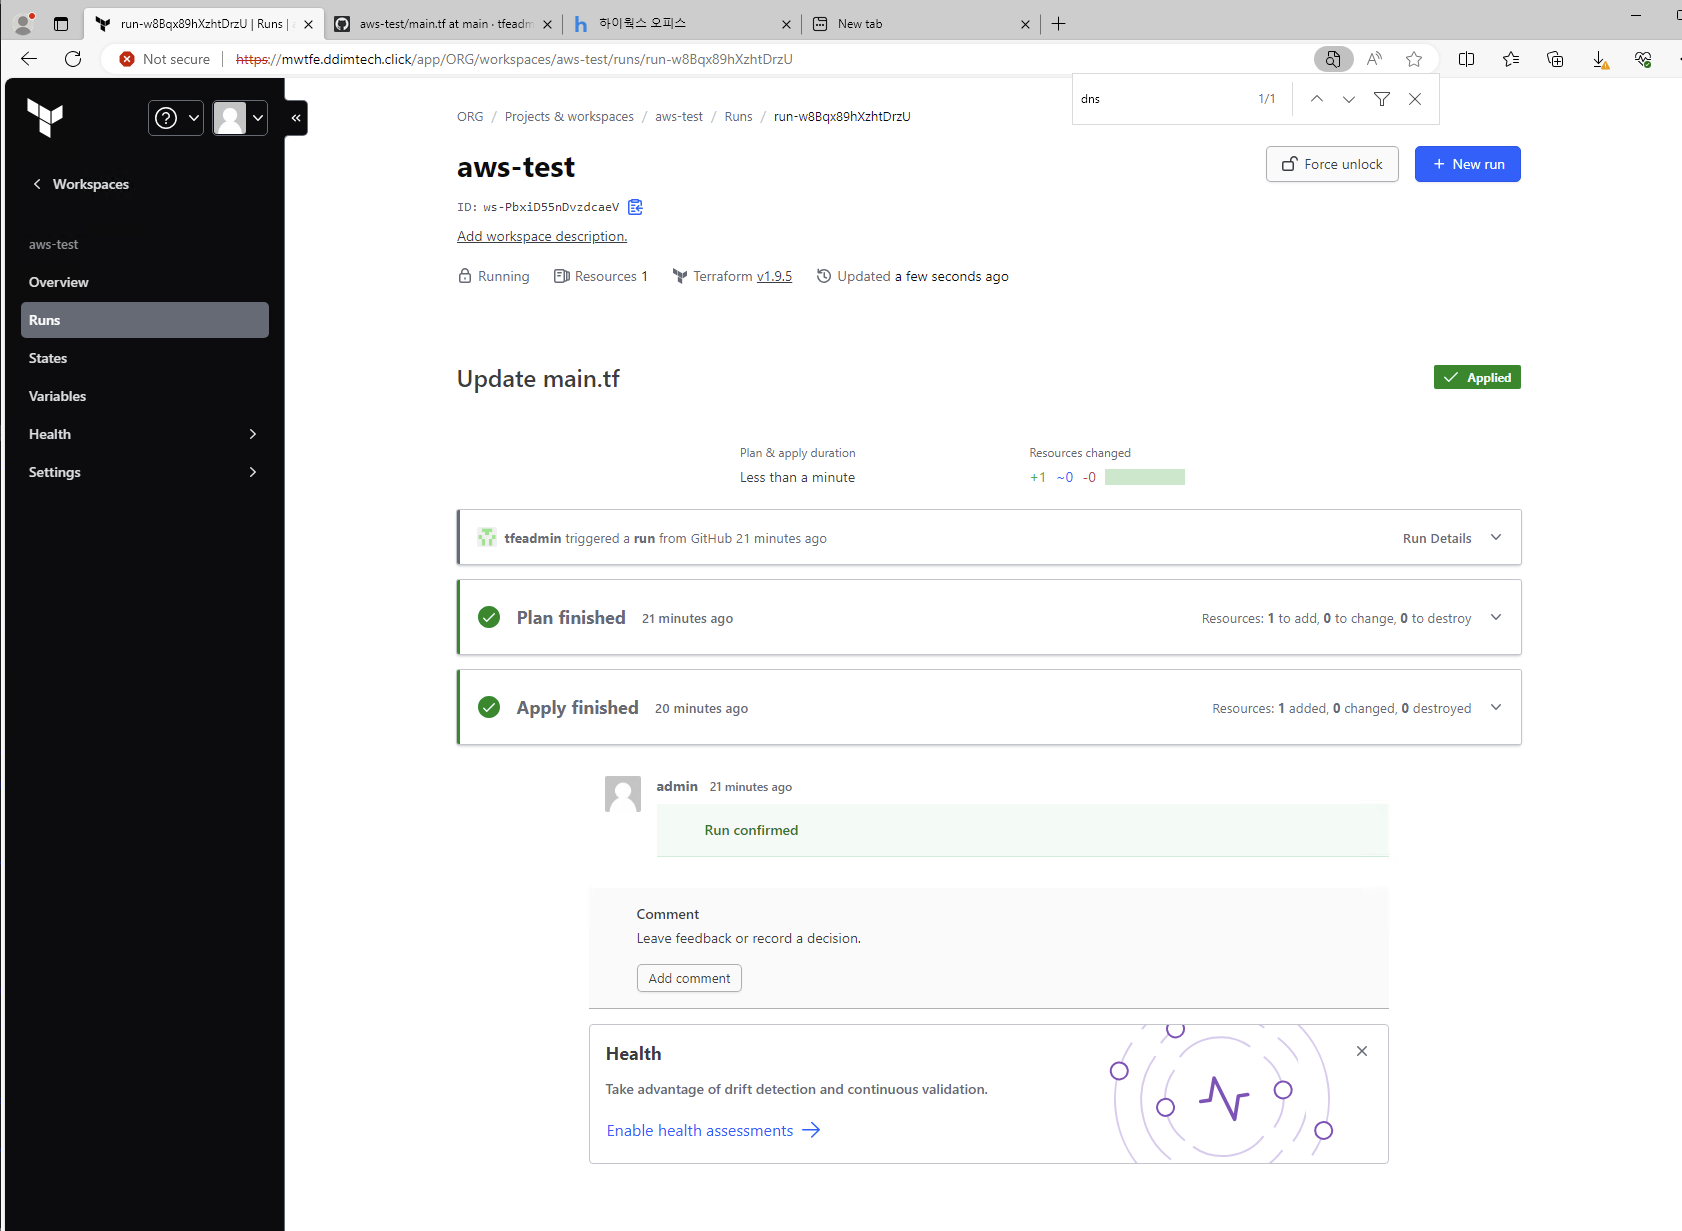 run-w8Bqx89hXzhtDrzU | Runs |
aws-test/main.tf at main · tfeadm
하이웍스 오피스
New tab
Not secure
https://mwtfe.ddimtech.click/app/ORG/workspaces/aws-test/runs/run-w8Bqx89hXzhtDrzU
dns
1/1
Workspaces
aws-test
Overview
Runs
States
Variables
Health
Settings
ORG / Projects & workspaces / aws-test / Runs / run-w8Bqx89hXzhtDrzU
aws-test
Force unlock
+ New run
ID: ws-PbxiD55nDvzdcaeV
Add workspace description.
Running
Resources 1
Terraform v1.9.5
Updated a few seconds ago
Update main.tf
Applied
Plan & apply duration
Less than a minute
Resources changed
+1 ~0 -0
tfeadmin triggered a run from GitHub 21 minutes ago
Run Details
Plan finished 21 minutes ago
Resources: 1 to add, 0 to change, 0 to destroy
Apply finished 20 minutes ago
Resources: 1 added, 0 changed, 0 destroyed
admin 21 minutes ago
Run confirmed
Comment
Leave feedback or record a decision.
Add comment
Health
Take advantage of drift detection and continuous validation.
Enable health assessments